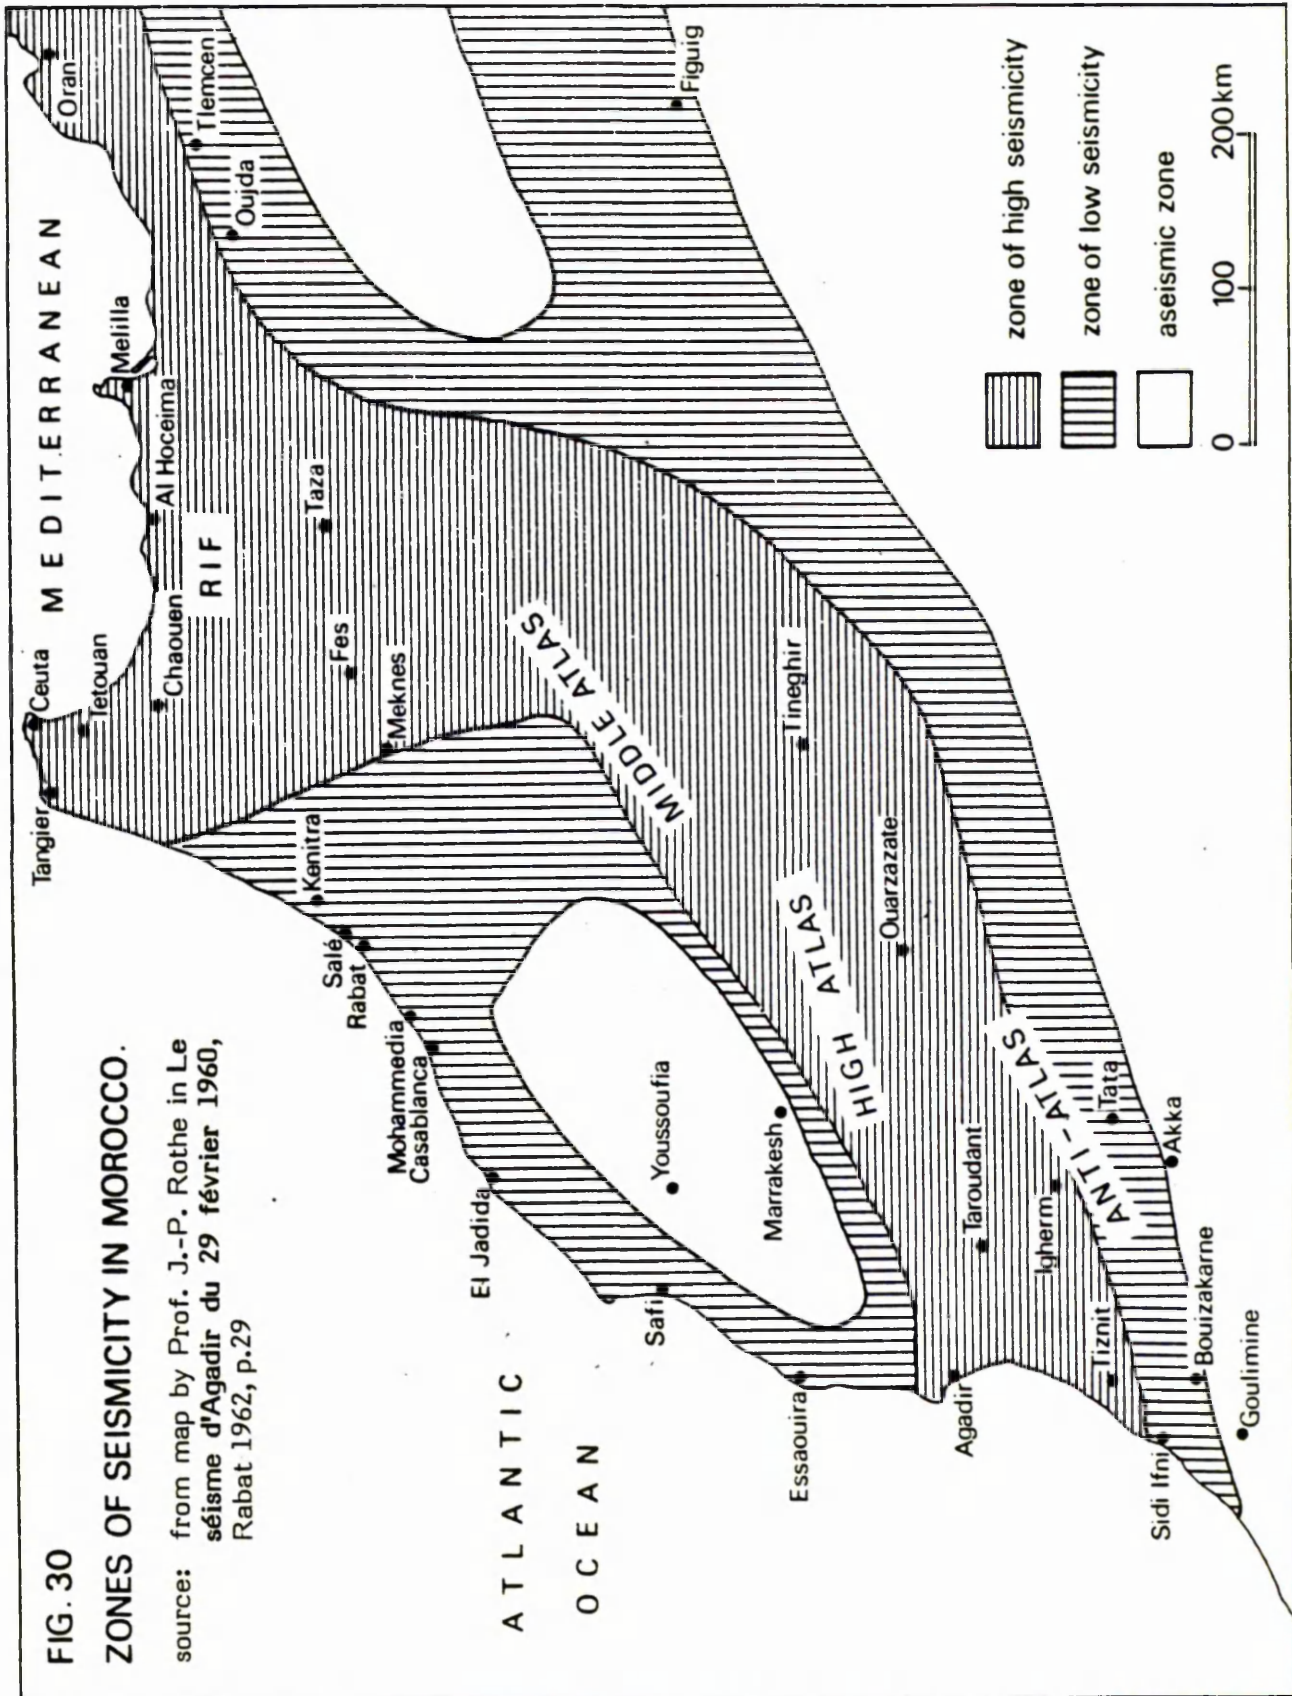 FIG. 30
ZONES OF SEISMICITY IN MOROCCO.
source: from map by Prof. J.-P. Rothe in Le
séisme d'Agadir du 29 février 1960,
Rabat 1962, p.29
MEDITERRANEAN
ATLANTIC
OCEAN
Tangier
Ceuta
Tetouan
Chaouen
Al Hoceima
Melilla
Oran
Tlemcen
Oujda
RIF
Taza
Fes
Meknes
Kenitra
Salé
Rabat
Mohammedia
Casablanca
El Jadida
Safi
Youssoufia
Marrakesh
Essaouira
MIDDLE ATLAS
HIGH ATLAS
ANTI-ATLAS
Tineghir
Ouarzazate
Figuig
Agadir
Taroudant
Igherm
Tiznit
Tata
Akka
Sidi Ifni
Bouizakarne
Goulimine
zone of high seismicity
zone of low seismicity
aseismic zone
0 100 200km